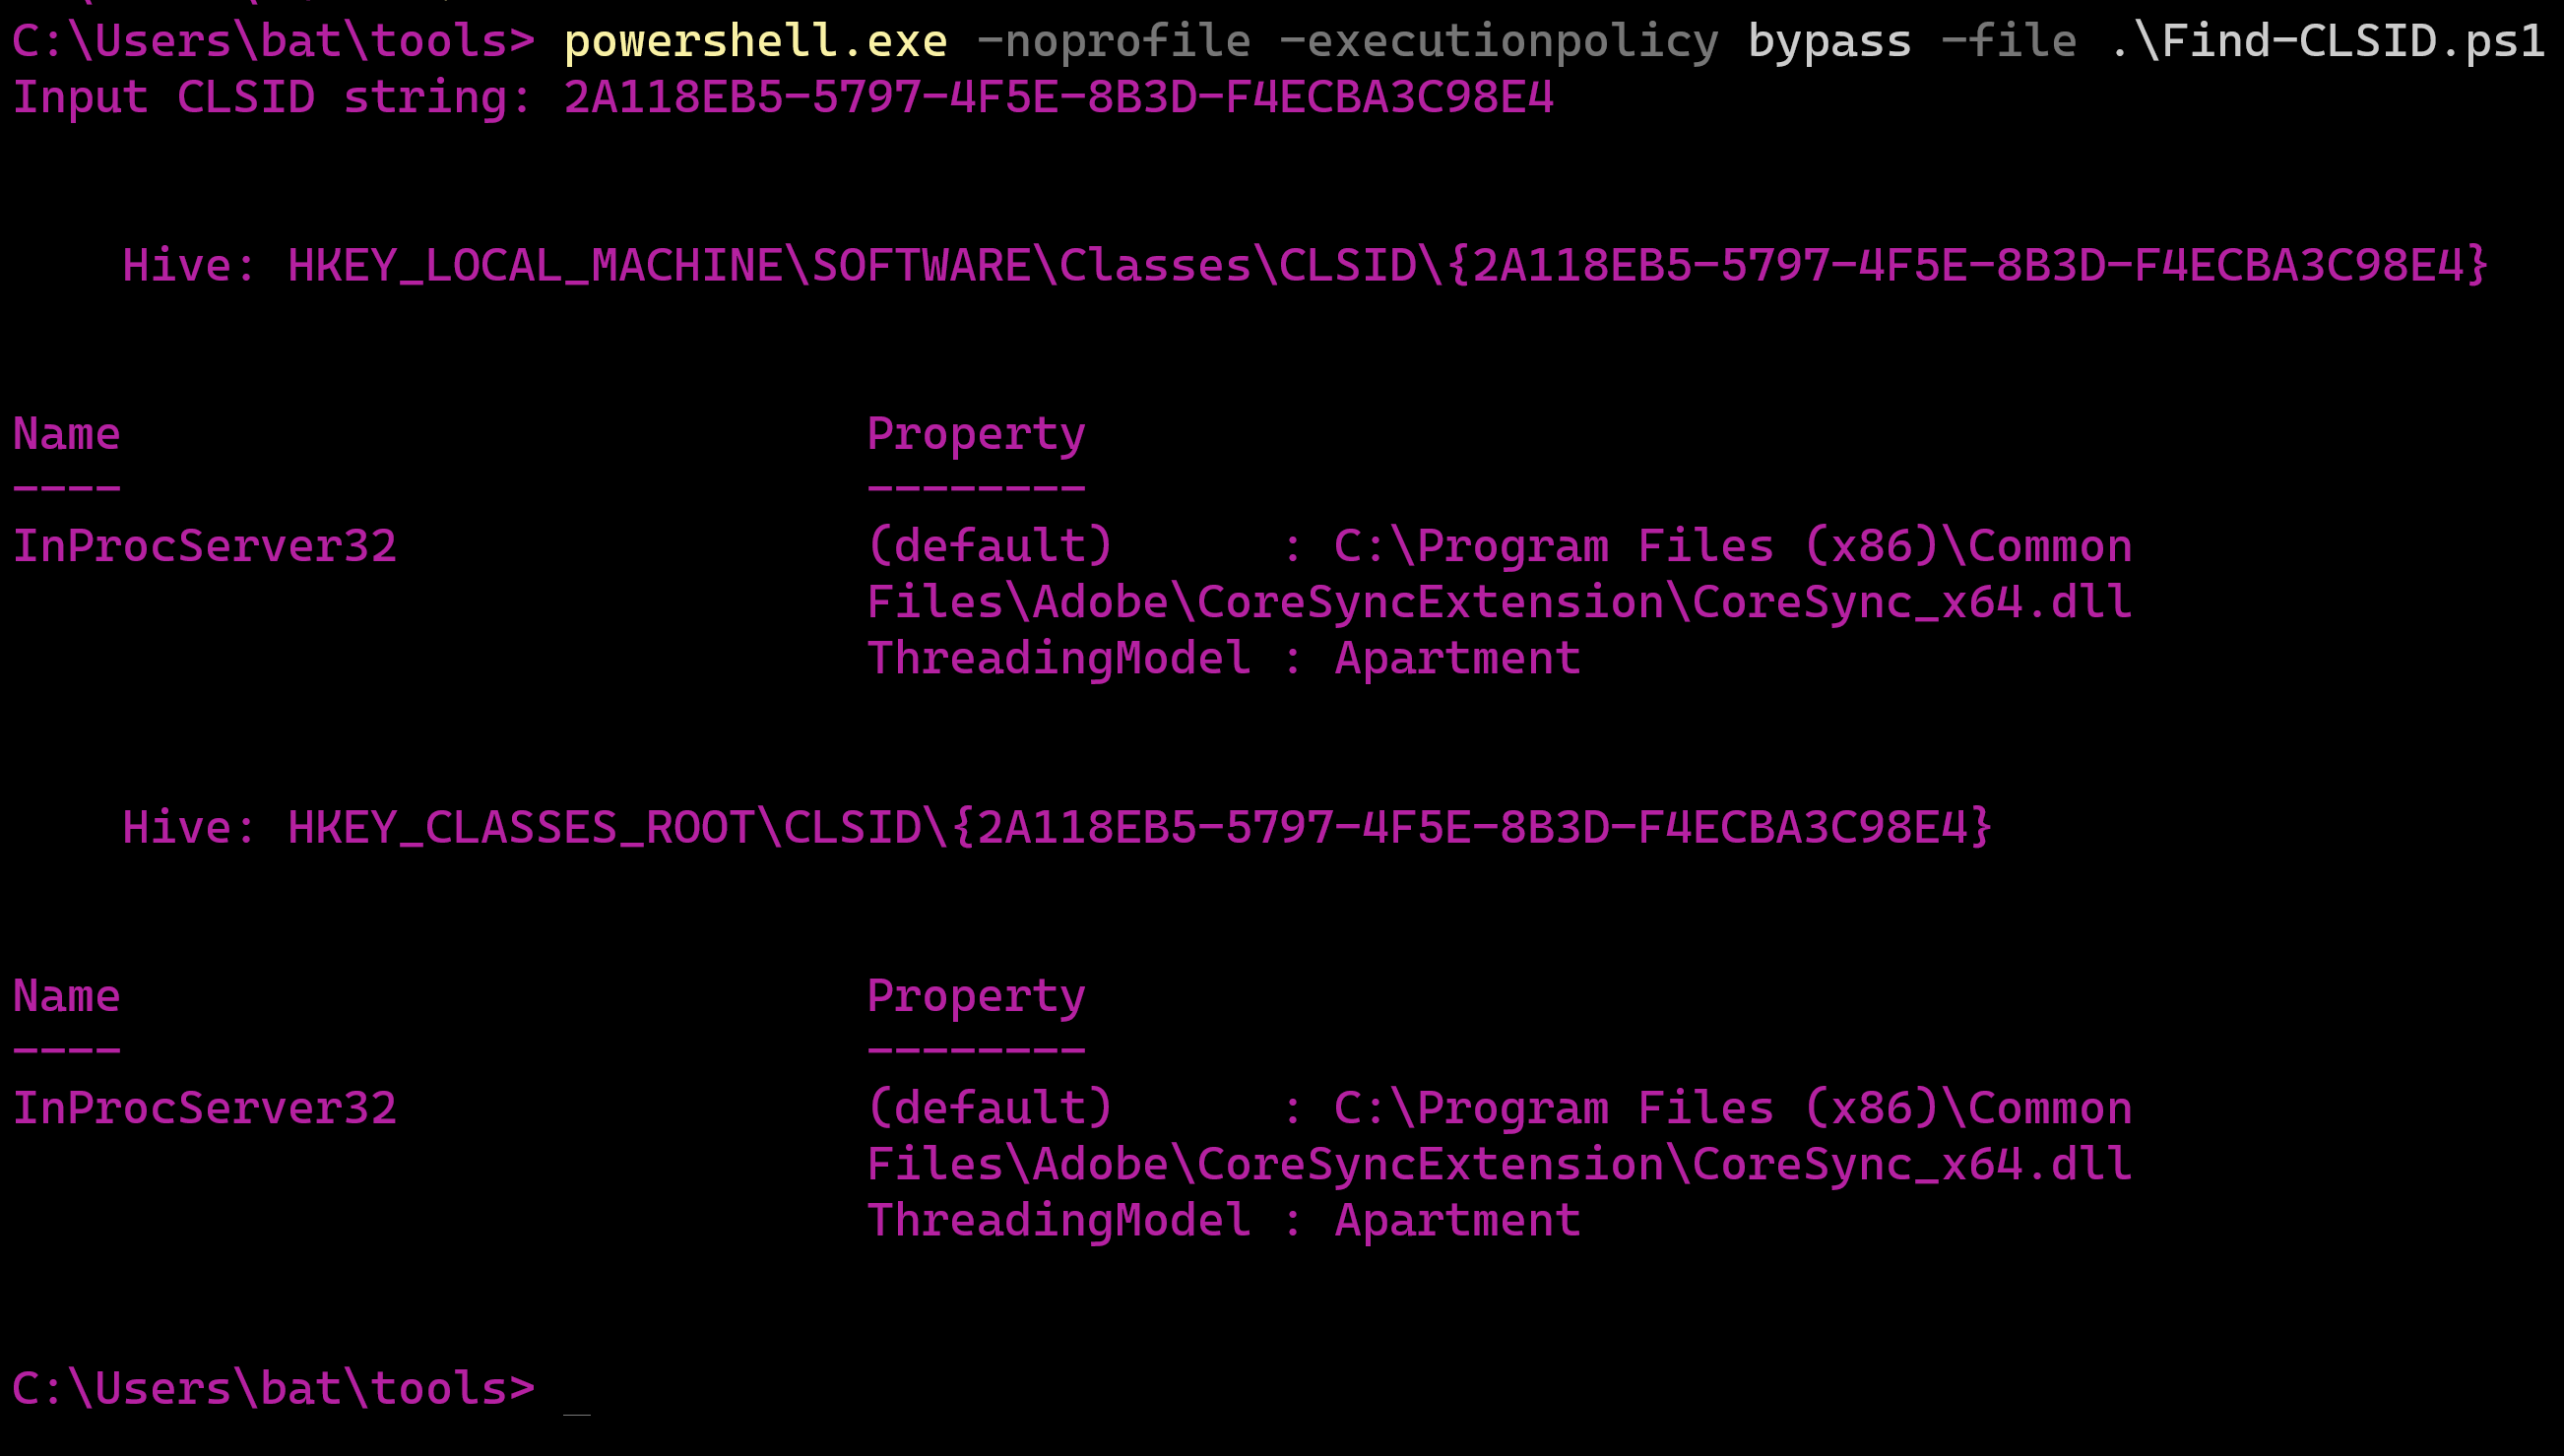 C:\Users\bat\tools> powershell.exe -noprofile -executionpolicy bypass -file .\Find-CLSID.ps1
Input CLSID string: 2A118EB5-5797-4F5E-8B3D-F4ECBA3C98E4
Hive: HKEY_LOCAL_MACHINE\SOFTWARE\Classes\CLSID\{2A118EB5-5797-4F5E-8B3D-F4ECBA3C98E4}
Name Property
---- --------
InProcServer32 (default) : C:\Program Files (x86)\Common
Files\Adobe\CoreSyncExtension\CoreSync_x64.dll
ThreadingModel : Apartment
Hive: HKEY_CLASSES_ROOT\CLSID\{2A118EB5-5797-4F5E-8B3D-F4ECBA3C98E4}
Name Property
---- --------
InProcServer32 (default) : C:\Program Files (x86)\Common
Files\Adobe\CoreSyncExtension\CoreSync_x64.dll
ThreadingModel : Apartment
C:\Users\bat\tools> _